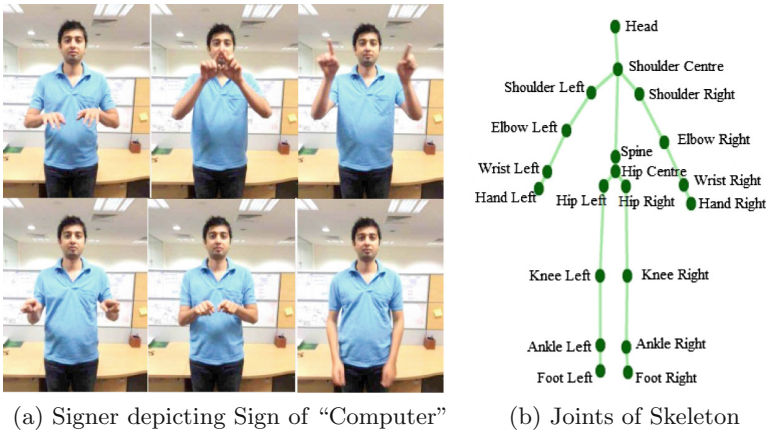 Head
Shoulder Centre
Shoulder Left
Shoulder Right
Elbow Left
Elbow Right
Spine
Hip Centre
Wrist Left
Wrist Right
Hand Left
Hip Left
Hip Right
Hand Right
Knee Left
Knee Right
Ankle Left
Ankle Right
Foot Left
Foot Right
(a) Signer depicting Sign of “Computer”
(b) Joints of Skeleton